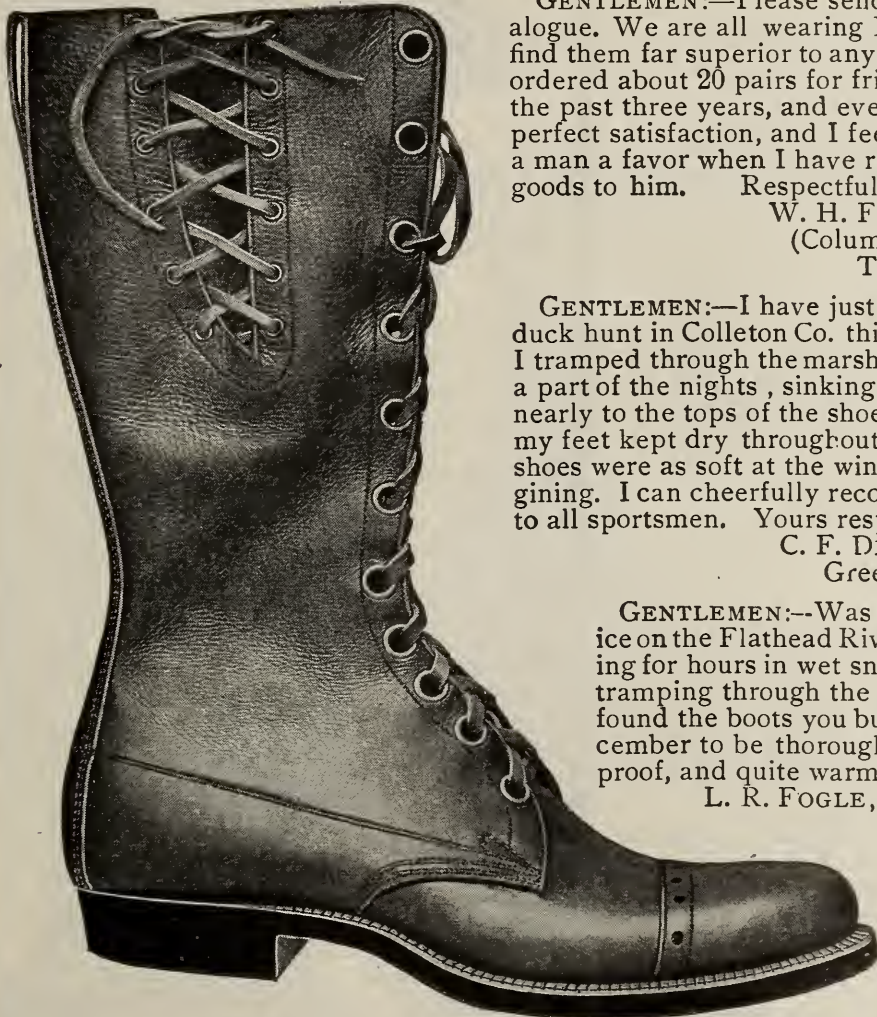 GENTLEMEN:—Please send
alogue. We are all wearing
find them far superior to any
ordered about 20 pairs for fri
the past three years, and eve
perfect satisfaction, and I fee
a man a favor when I have r
goods to him. Respectful
W. H. F
(Colum
T
GENTLEMEN:—I have just
duck hunt in Colleton Co. thi
I tramped through the marsh
a part of the nights , sinking
nearly to the tops of the shoe
my feet kept dry throughout
shoes were as soft at the win
gining. I can cheerfully reco
to all sportsmen. Yours res
C. F. Di
Gree
GENTLEMEN:--Was
ice on the Flathead Riv
ing for hours in wet sn
tramping through the
found the boots you bu
cember to be thorough
proof, and quite warm
L. R. FOGLE,